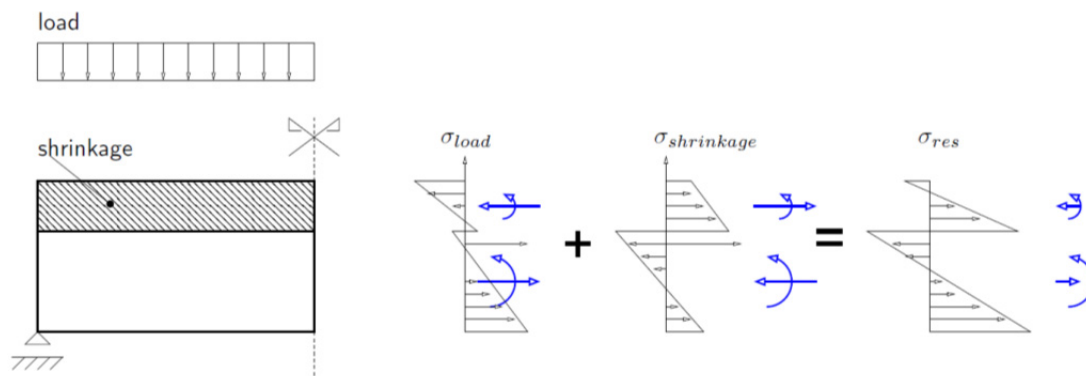 load
shrinkage
σ_load
σ_shrinkage
σ_res
+
=